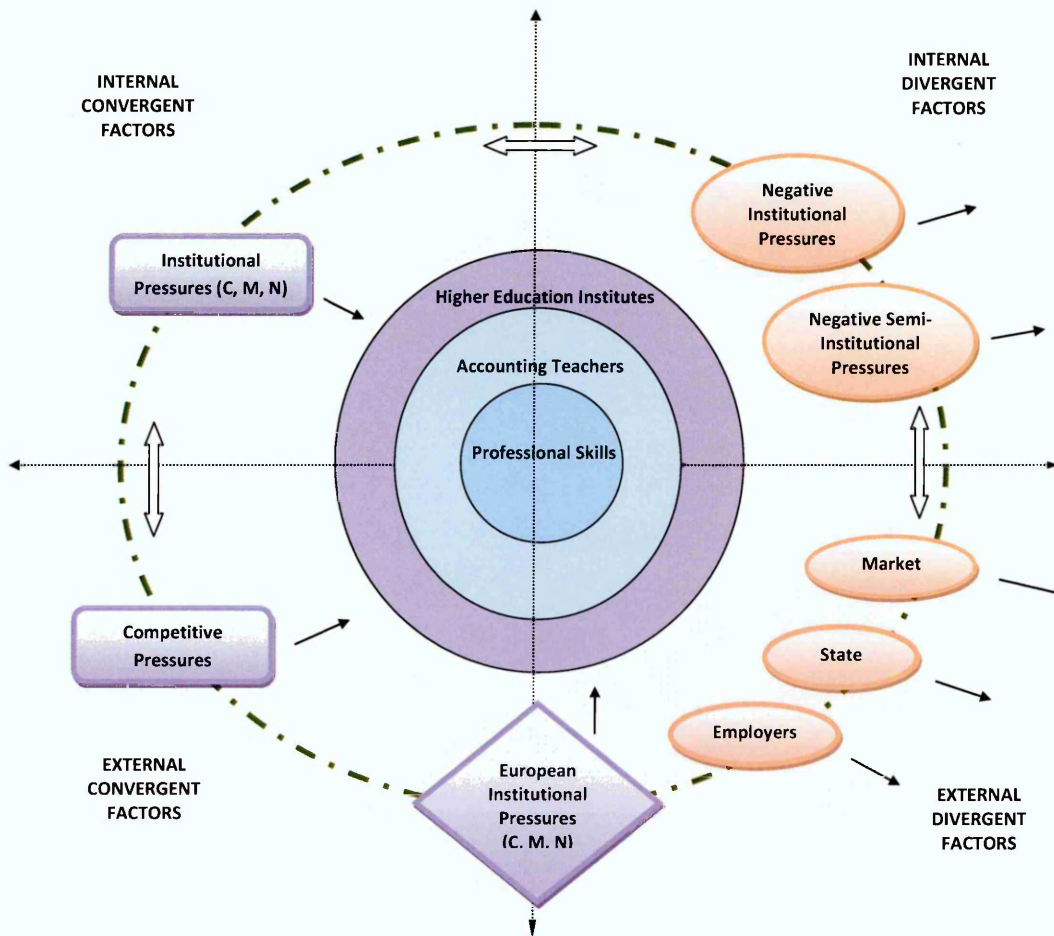 INTERNAL
CONVERGENT
FACTORS
INTERNAL
DIVERGENT
FACTORS
Negative
Institutional
Pressures
Institutional
Pressures (C, M, N)
Higher Education Institutes
Negative Semi-
Institutional
Pressures
Accounting Teachers
Professional Skills
Market
Competitive
Pressures
State
Employers
EXTERNAL
CONVERGENT
FACTORS
European
Institutional
Pressures
(C. M. N)
EXTERNAL
DIVERGENT
FACTORS